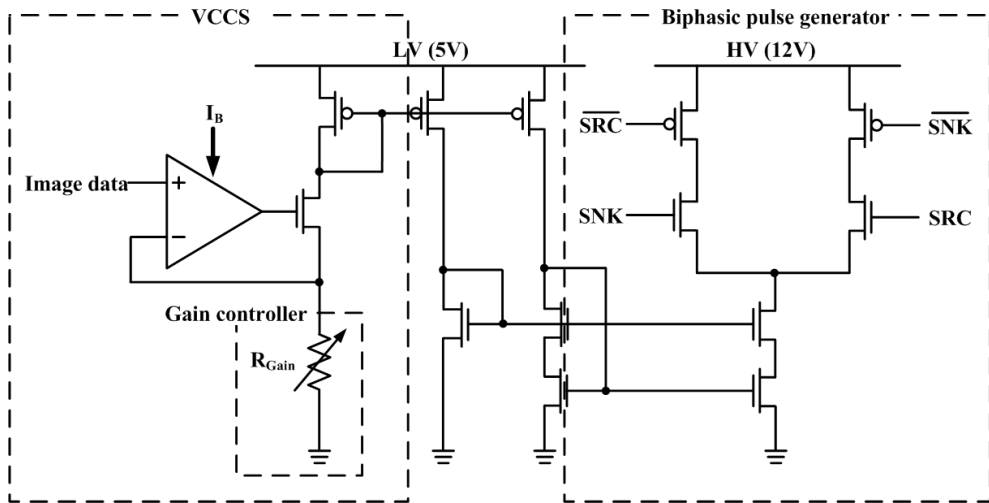 VCCS
Biphasic pulse generator
LV (5V)
HV (12V)
I_B
SRC̅
SNK̅
Image data
+
−
SNK
SRC
Gain controller
R_Gain